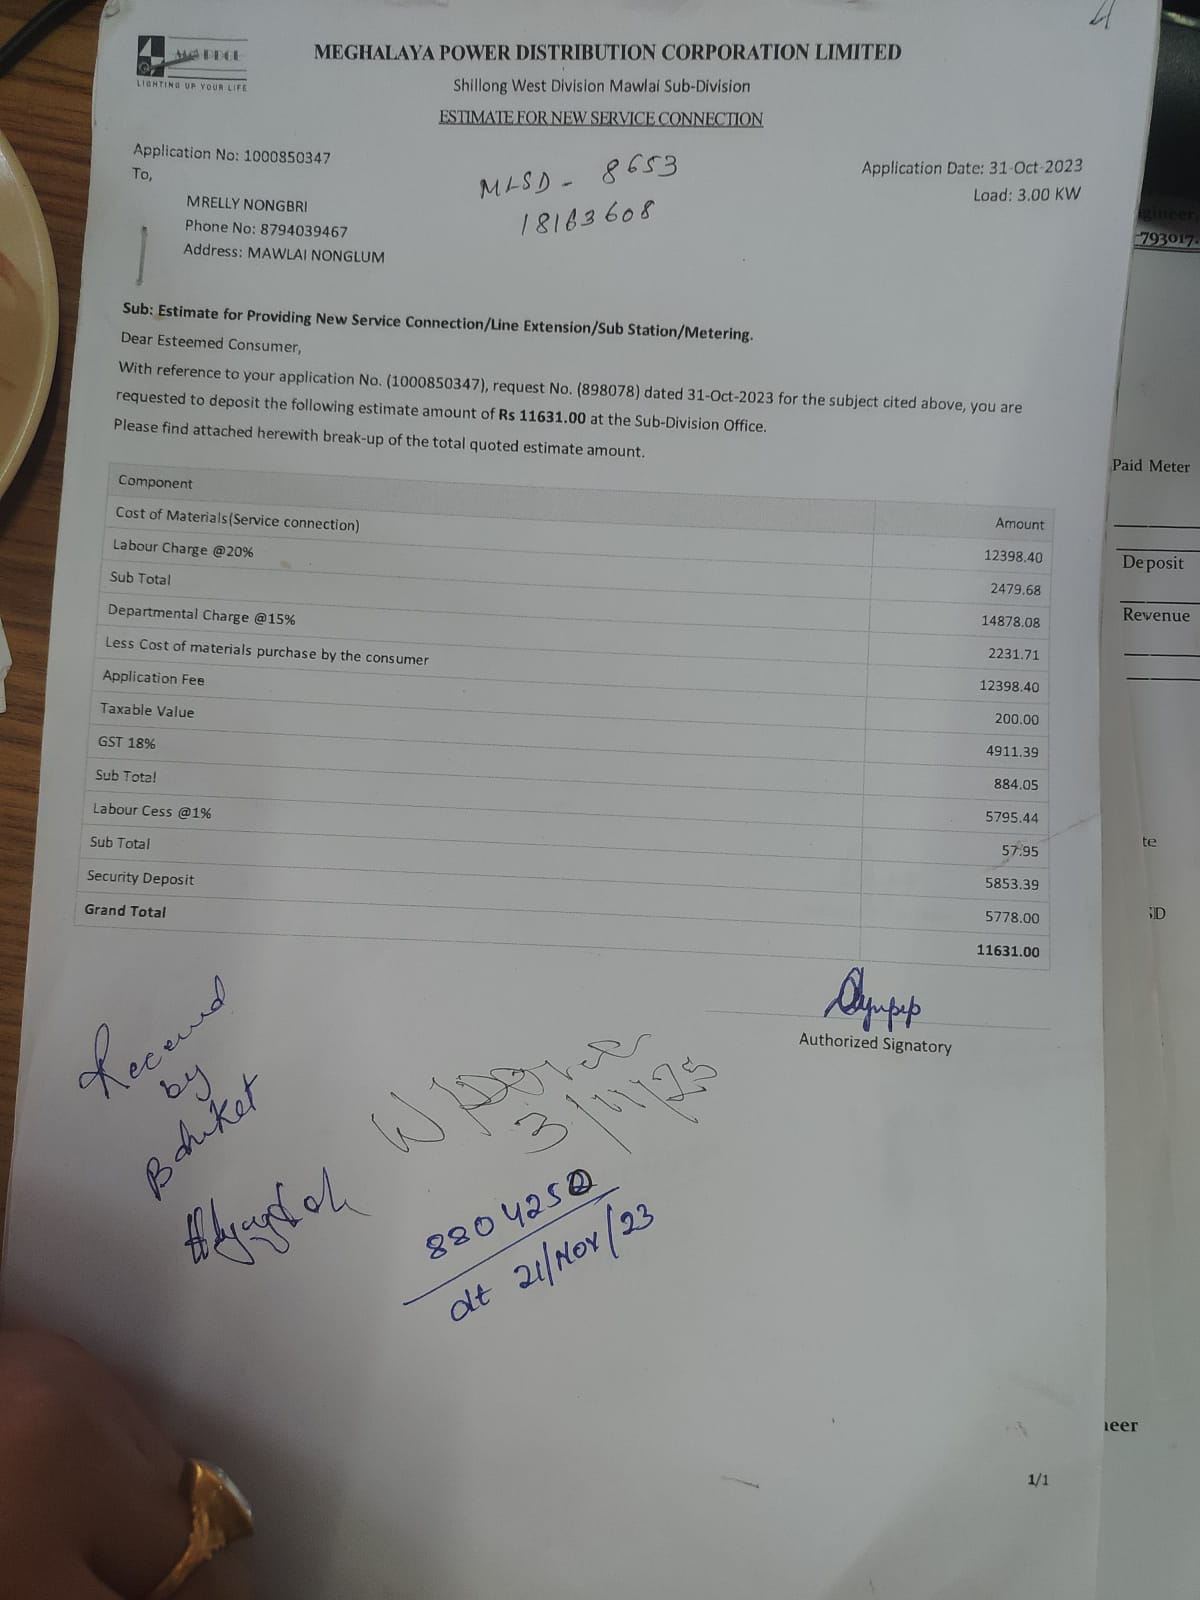 4
MePDCL
LIGHTING UP YOUR LIFE
MEGHALAYA POWER DISTRIBUTION CORPORATION LIMITED
Shillong West Division Mawlai Sub-Division
ESTIMATE FOR NEW SERVICE CONNECTION
Application No: 1000850347
Application Date: 31-Oct-2023
Load: 3.00 KW
To,
MRELLY NONGBRI
Phone No: 8794039467
Address: MAWLAI NONGLUM
MLSD - 8653
18163608
Sub: Estimate for Providing New Service Connection/Line Extension/Sub Station/Metering.
Dear Esteemed Consumer,
With reference to your application No. (1000850347), request No. (898078) dated 31-Oct-2023 for the subject cited above, you are
requested to deposit the following estimate amount of Rs 11631.00 at the Sub-Division Office.
Please find attached herewith break-up of the total quoted estimate amount.
Component Amount
Cost of Materials(Service connection) 12398.40
Labour Charge @20% 2479.68
Sub Total 14878.08
Departmental Charge @15% 2231.71
Less Cost of materials purchase by the consumer 12398.40
Application Fee 200.00
Taxable Value 4911.39
GST 18% 884.05
Sub Total 5795.44
Labour Cess @1% 57.95
Sub Total 5853.39
Security Deposit 5778.00
Grand Total 11631.00
Authorized Signatory
Received
by
3/11/23
8804252
dt 21/Nov/23
1/1
793017
Paid Meter
Deposit
Revenue
te
SD
neer